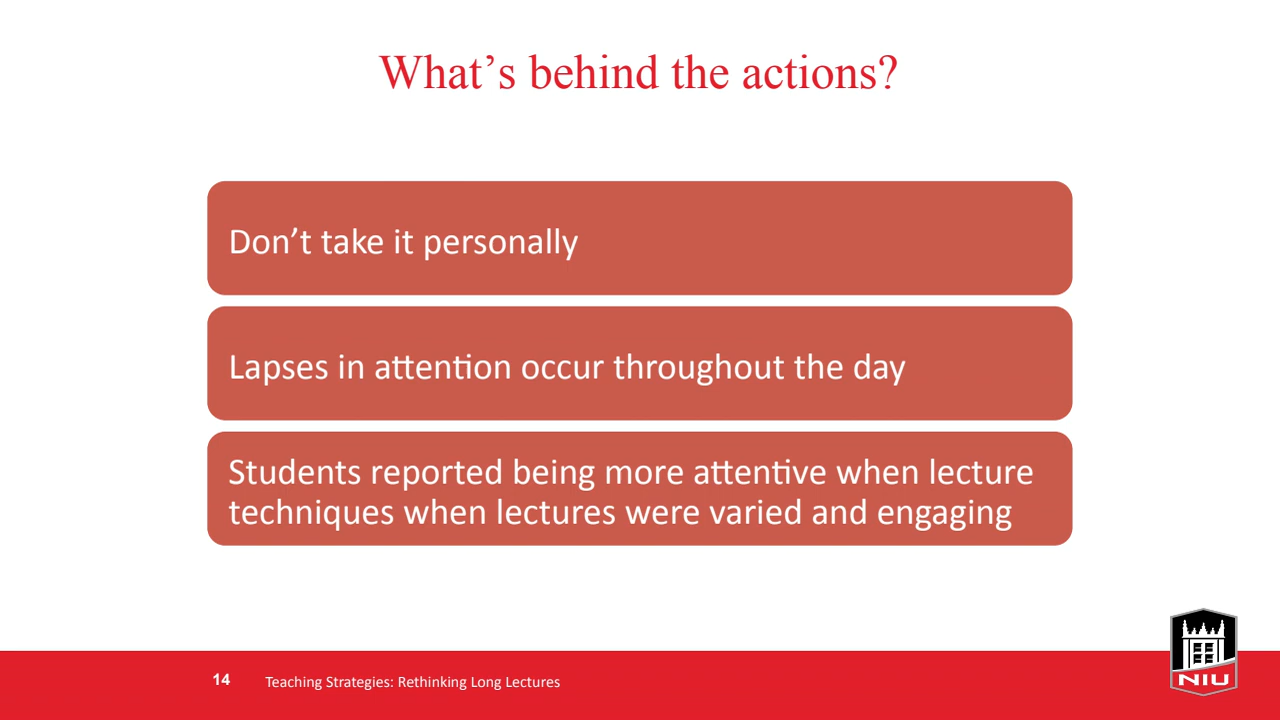 What’s behind the actions?
Don’t take it personally
Lapses in attention occur throughout the day
Students reported being more attentive when lecture
techniques when lectures were varied and engaging
14 Teaching Strategies: Rethinking Long Lectures
NIU